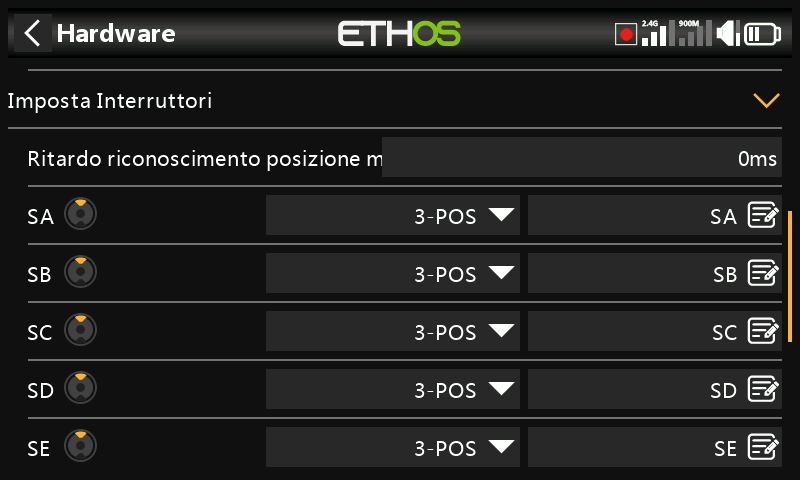 Hardware
ETHOS
2.4G
900M
Imposta Interruttori
Ritardo riconoscimento posizione m
0ms
SA 3-POS SA
SB 3-POS SB
SC 3-POS SC
SD 3-POS SD
SE 3-POS SE